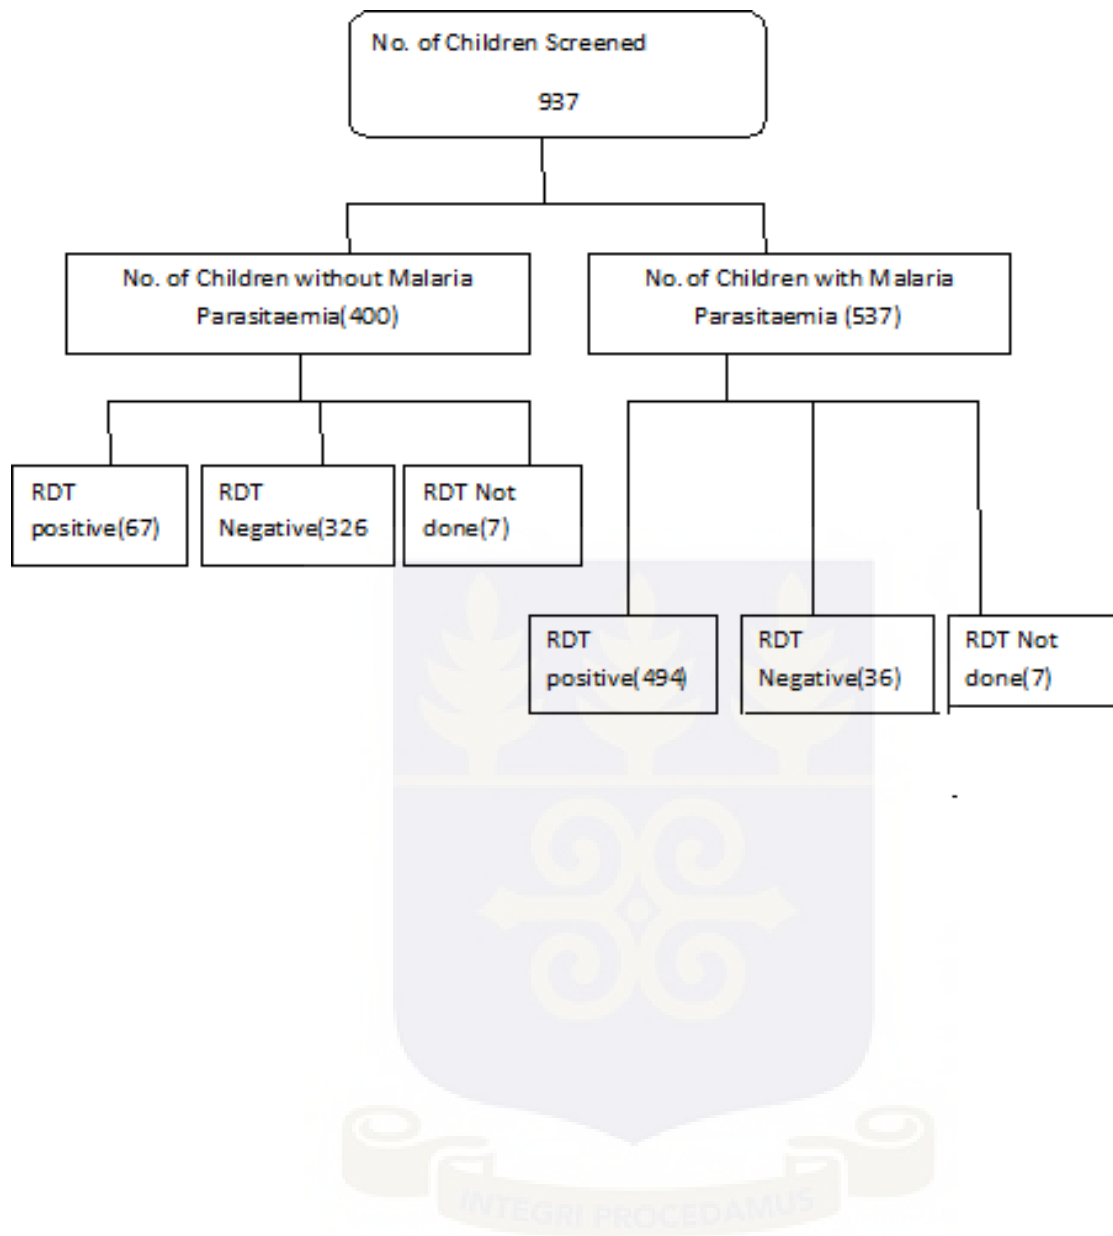 No. of Children Screened
937
No. of Children without Malaria
Parasitaemia(400)
No. of Children with Malaria
Parasitaemia (537)
RDT
positive(67)
RDT
Negative(326
RDT Not
done(7)
RDT
positive(494)
RDT
Negative(36)
RDT Not
done(7)
-
INTEGRI PROCEDAMUS